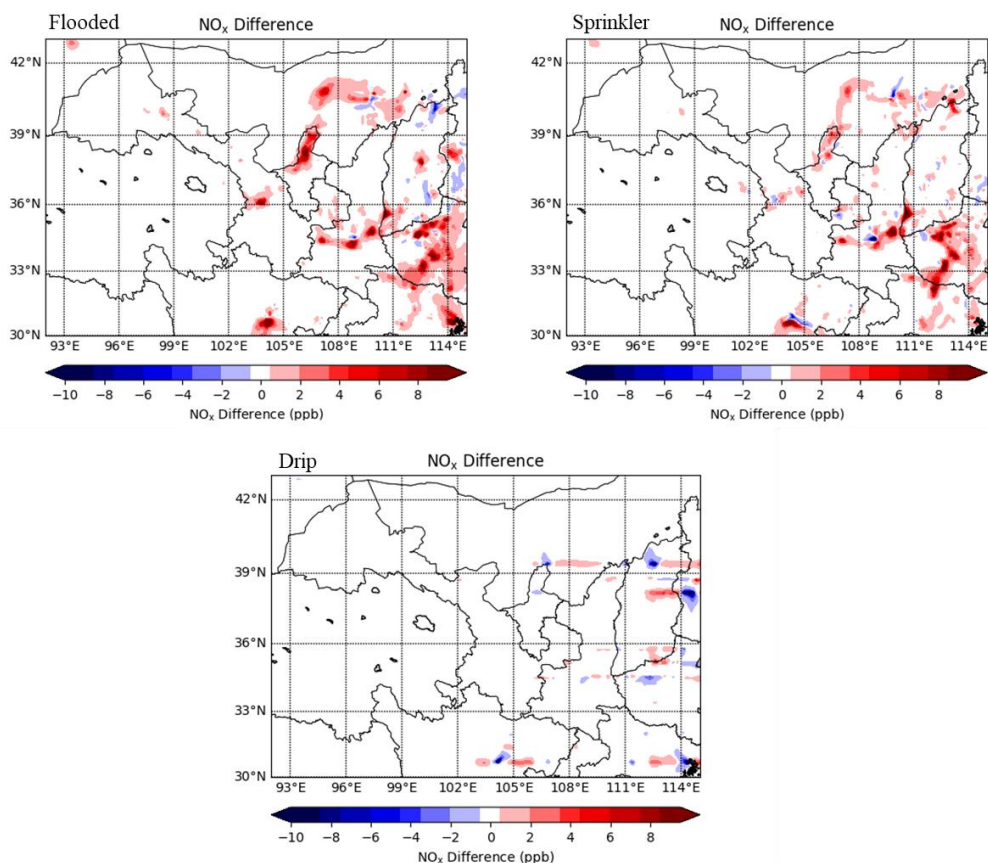 Flooded
NOₓ Difference
42°N
39°N
36°N
33°N
30°N
93°E 96°E 99°E 102°E 105°E 108°E 111°E 114°E
−10 −8 −6 −4 −2 0 2 4 6 8
NOₓ Difference (ppb)
Sprinkler
NOₓ Difference
42°N
39°N
36°N
33°N
30°N
93°E 96°E 99°E 102°E 105°E 108°E 111°E 114°E
−10 −8 −6 −4 −2 0 2 4 6 8
NOₓ Difference (ppb)
Drip
NOₓ Difference
42°N
39°N
36°N
33°N
30°N
93°E 96°E 99°E 102°E 105°E 108°E 111°E 114°E
−10 −8 −6 −4 −2 0 2 4 6 8
NOₓ Difference (ppb)